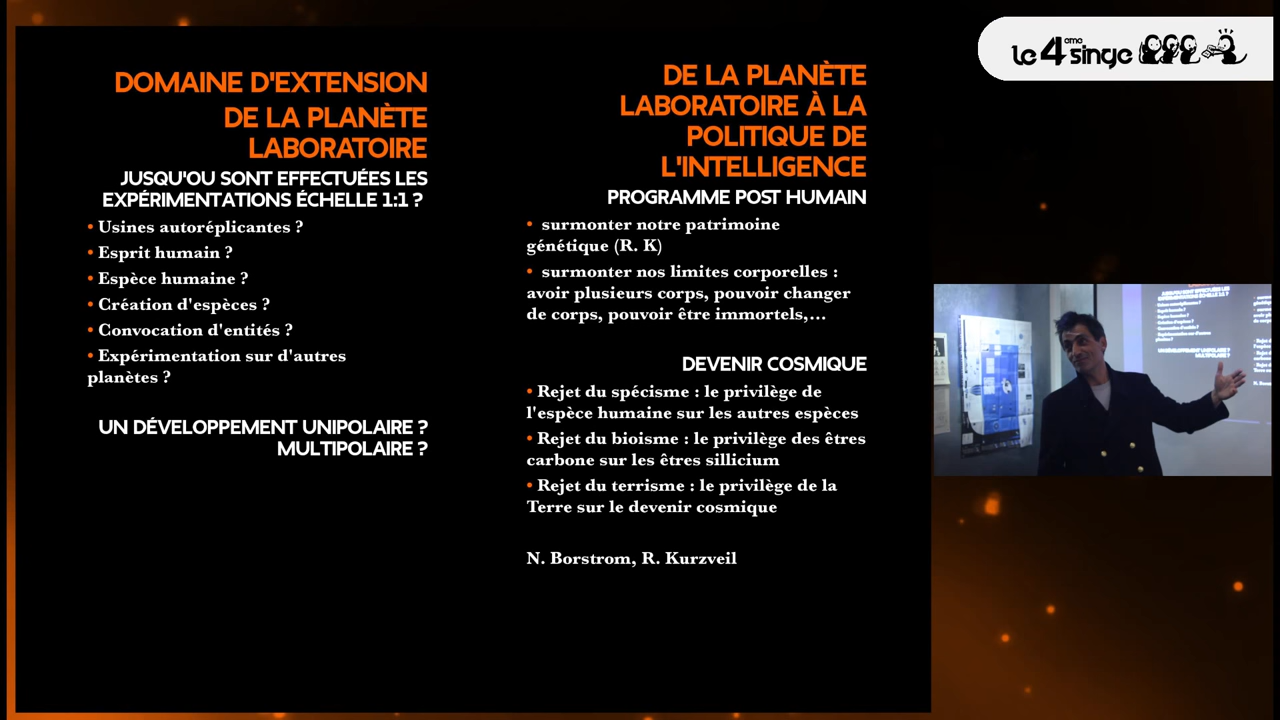 DOMAINE D'EXTENSION
DE LA PLANÈTE
LABORATOIRE
JUSQU'OU SONT EFFECTUÉES LES
EXPÉRIMENTATIONS ÉCHELLE 1:1 ?
• Usines autoréplicantes ?
• Esprit humain ?
• Espèce humaine ?
• Création d'espèces ?
• Convocation d'entités ?
• Expérimentation sur d'autres
planètes ?
UN DÉVELOPPEMENT UNIPOLAIRE ?
MULTIPOLAIRE ?
DE LA PLANÈTE
LABORATOIRE À LA
POLITIQUE DE
L'INTELLIGENCE
PROGRAMME POST HUMAIN
• surmonter notre patrimoine
génétique (R. K)
• surmonter nos limites corporelles :
avoir plusieurs corps, pouvoir changer
de corps, pouvoir être immortels,...
DEVENIR COSMIQUE
• Rejet du spécisme : le privilège de
l'espèce humaine sur les autres espèces
• Rejet du bioisme : le privilège des êtres
carbone sur les êtres sillicium
• Rejet du terrisme : le privilège de la
Terre sur le devenir cosmique
N. Borstrom, R. Kurzveil
le 4eme singe